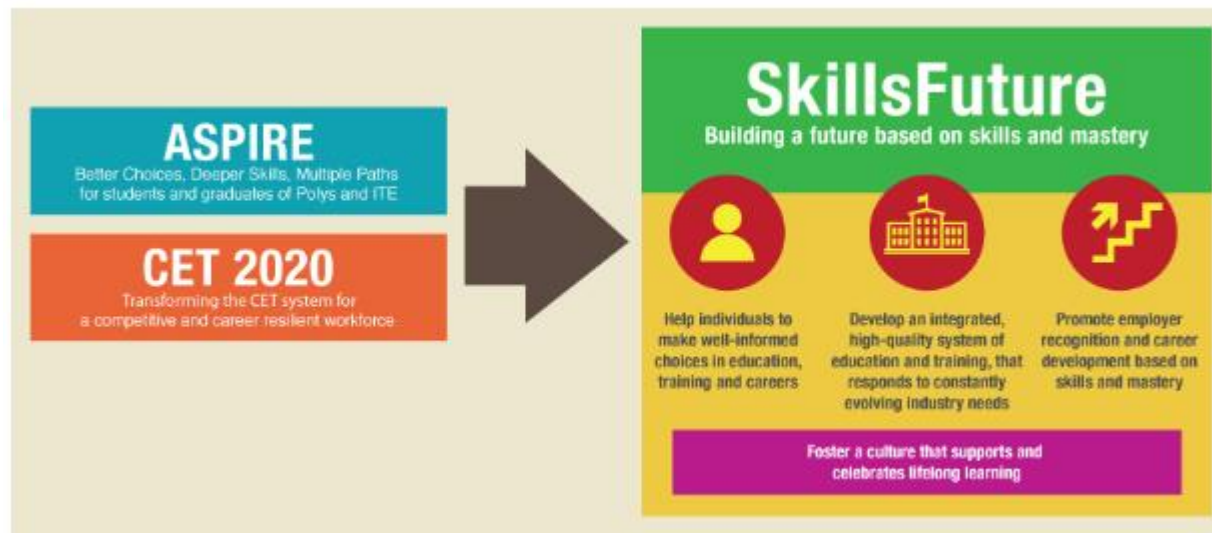 ASPIRE
Better Choices, Deeper Skills, Multiple Paths
for students and graduates of Polys and ITE
CET 2020
Transforming the CET system for
a competitive and career resilient workforce
SkillsFuture
Building a future based on skills and mastery
Help individuals to
make well-informed
choices in education,
training and careers
Develop an integrated,
high-quality system of
education and training, that
responds to constantly
evolving industry needs
Promote employer
recognition and career
development based on
skills and mastery
Foster a culture that supports and
celebrates lifelong learning